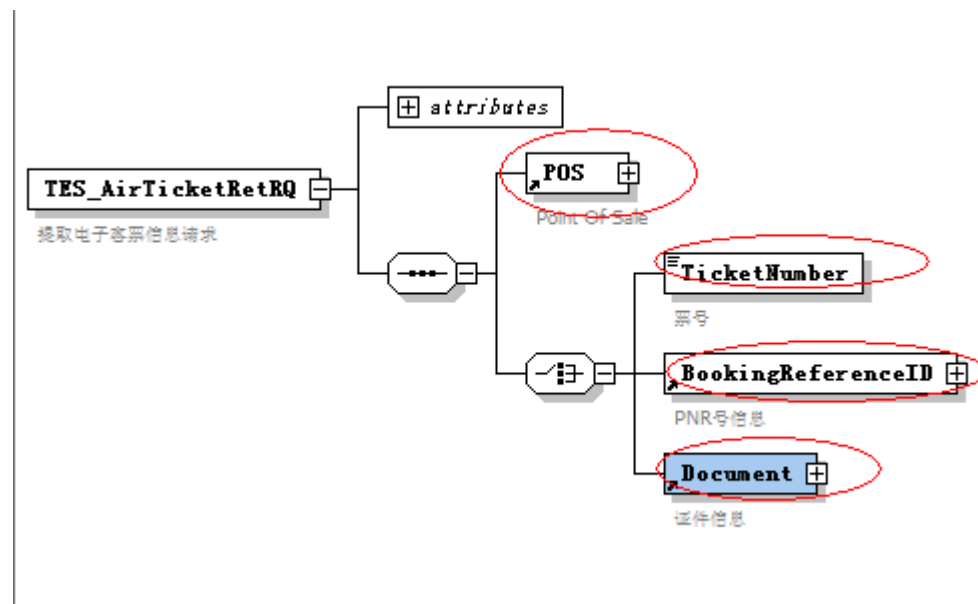 attributes
POS
Point Of Sale
TES_AirTicketRetRQ
提取电子客票信息请求
TicketNumber
票号
BookingReferenceID
PNR号信息
Document
证件信息